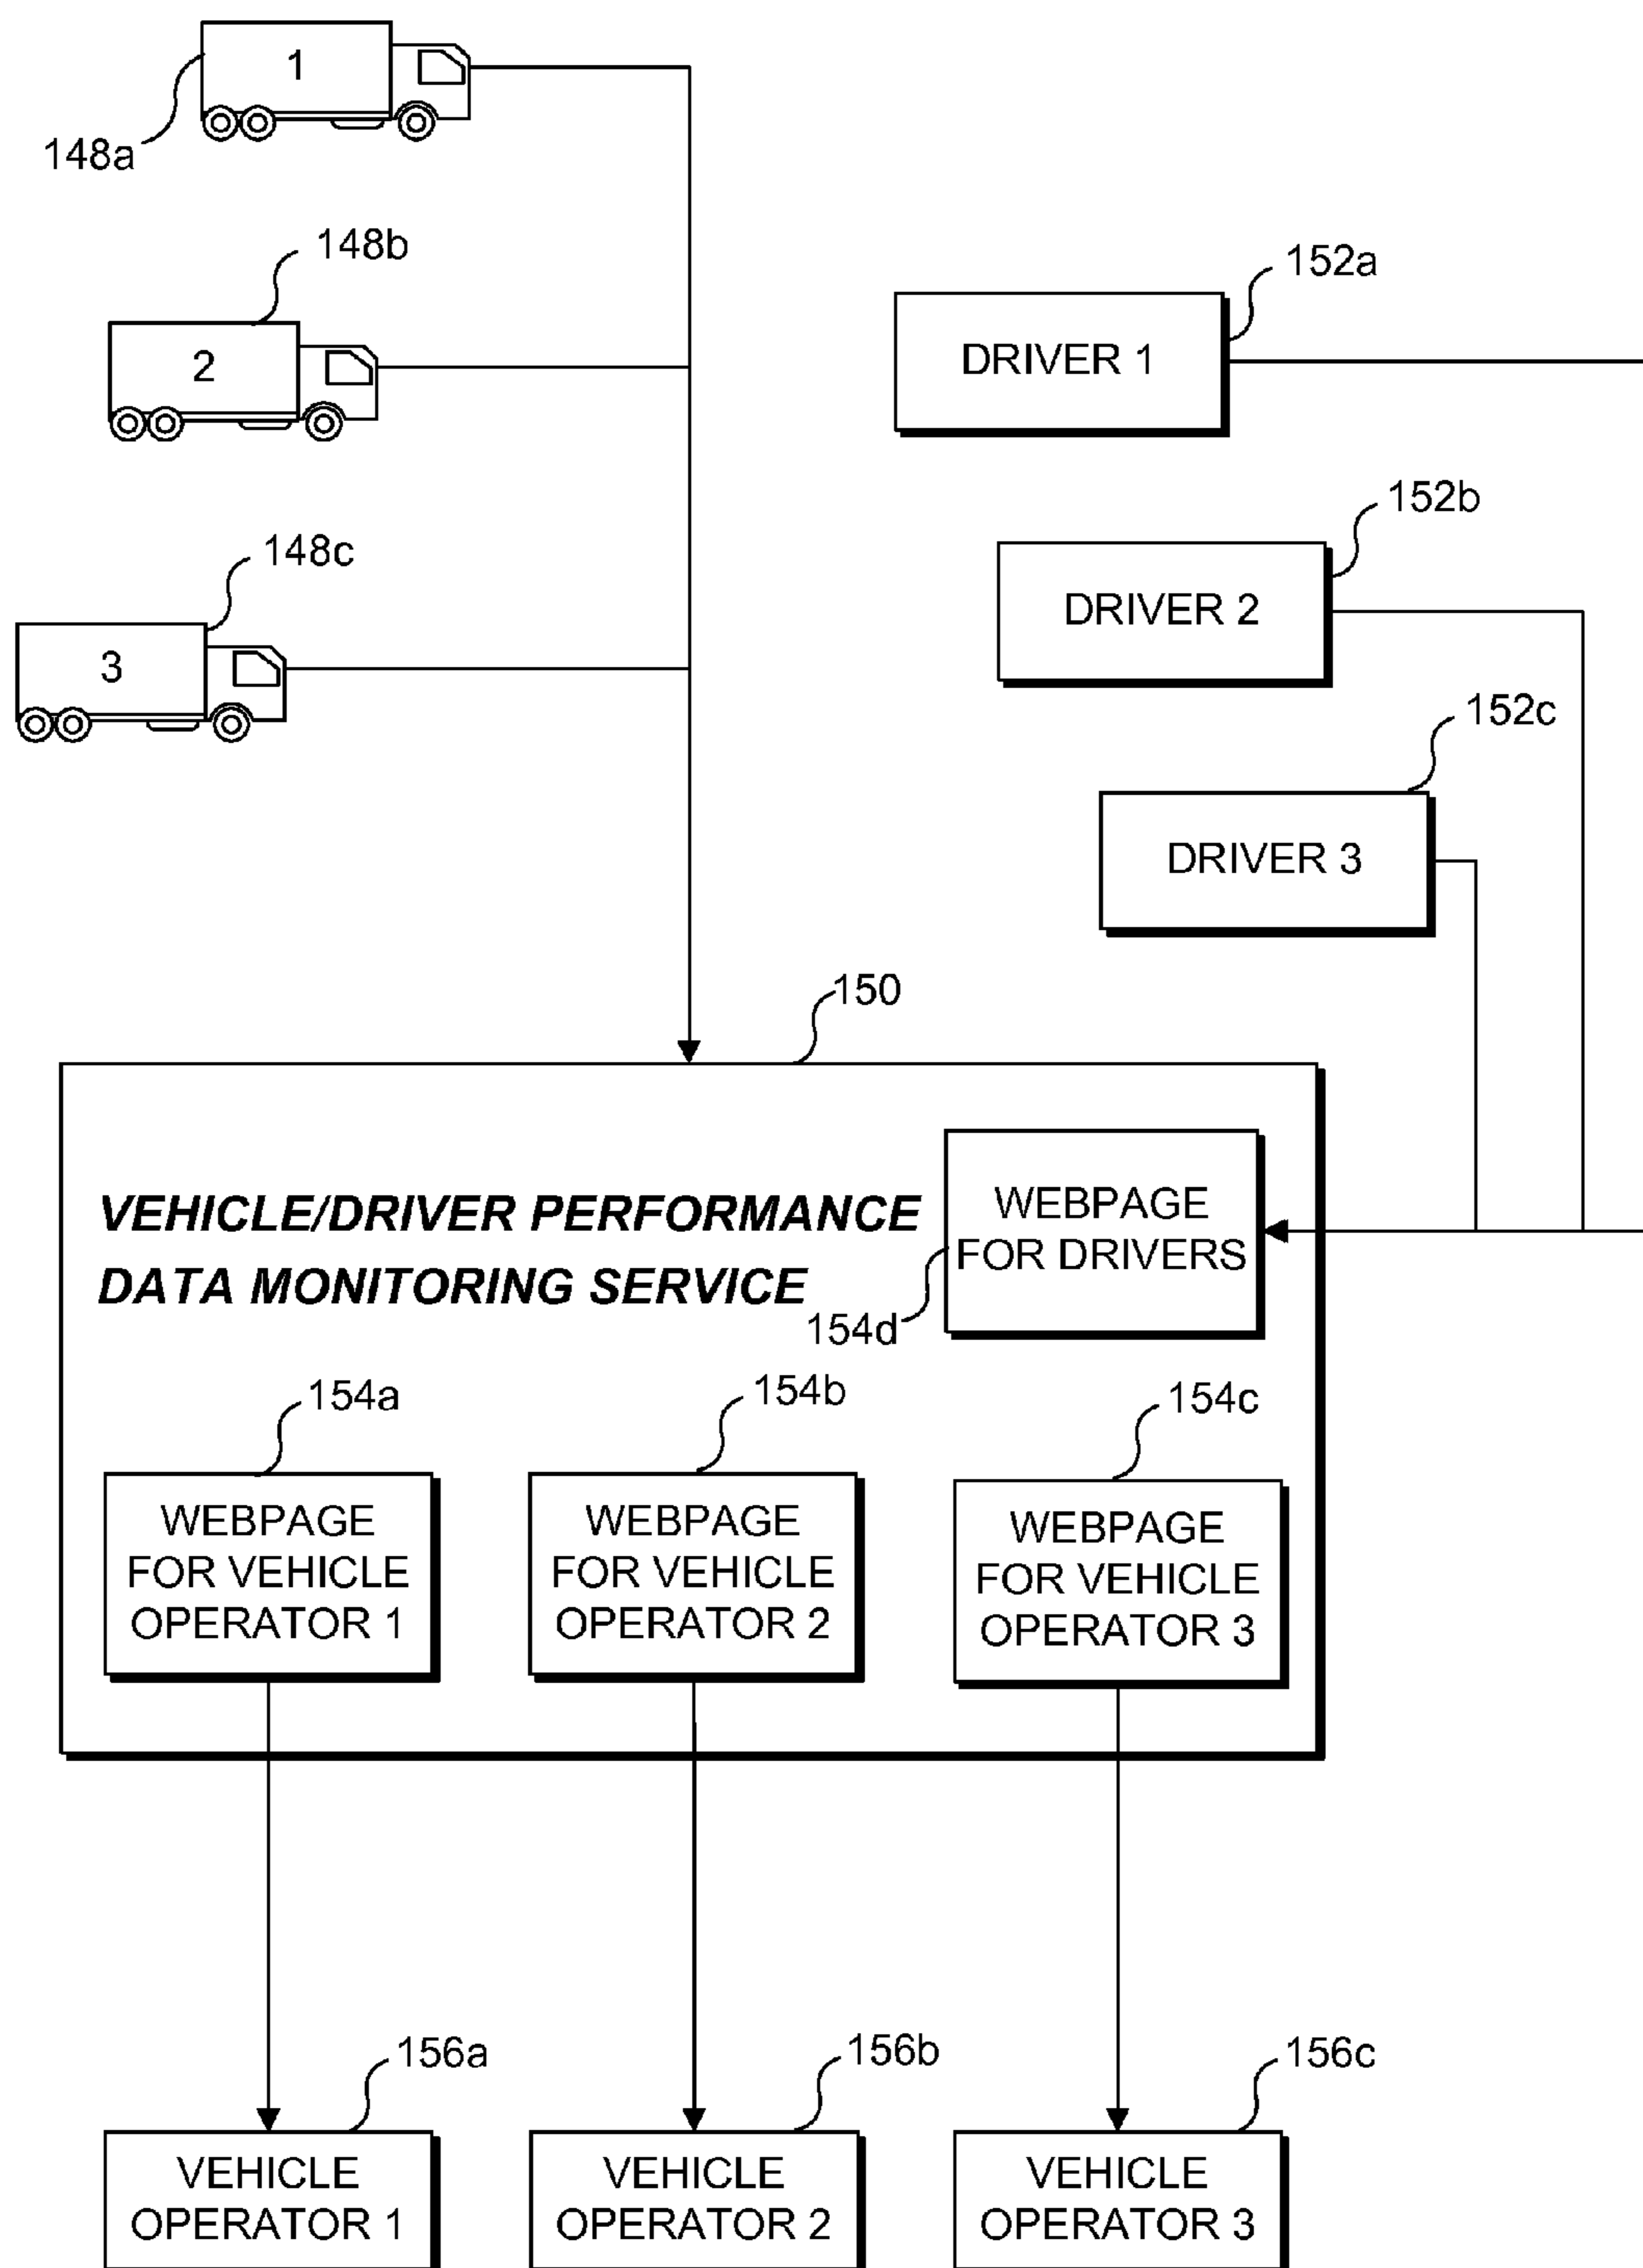 1
148a
148b
2
152a
DRIVER 1
152b
148c
DRIVER 2
3
152c
DRIVER 3
150
VEHICLE/DRIVER PERFORMANCE
DATA MONITORING SERVICE
WEBPAGE
FOR DRIVERS
154d
154a
154b
154c
WEBPAGE
FOR VEHICLE
OPERATOR 1
WEBPAGE
FOR VEHICLE
OPERATOR 2
WEBPAGE
FOR VEHICLE
OPERATOR 3
156a
156b
156c
VEHICLE
OPERATOR 1
VEHICLE
OPERATOR 2
VEHICLE
OPERATOR 3